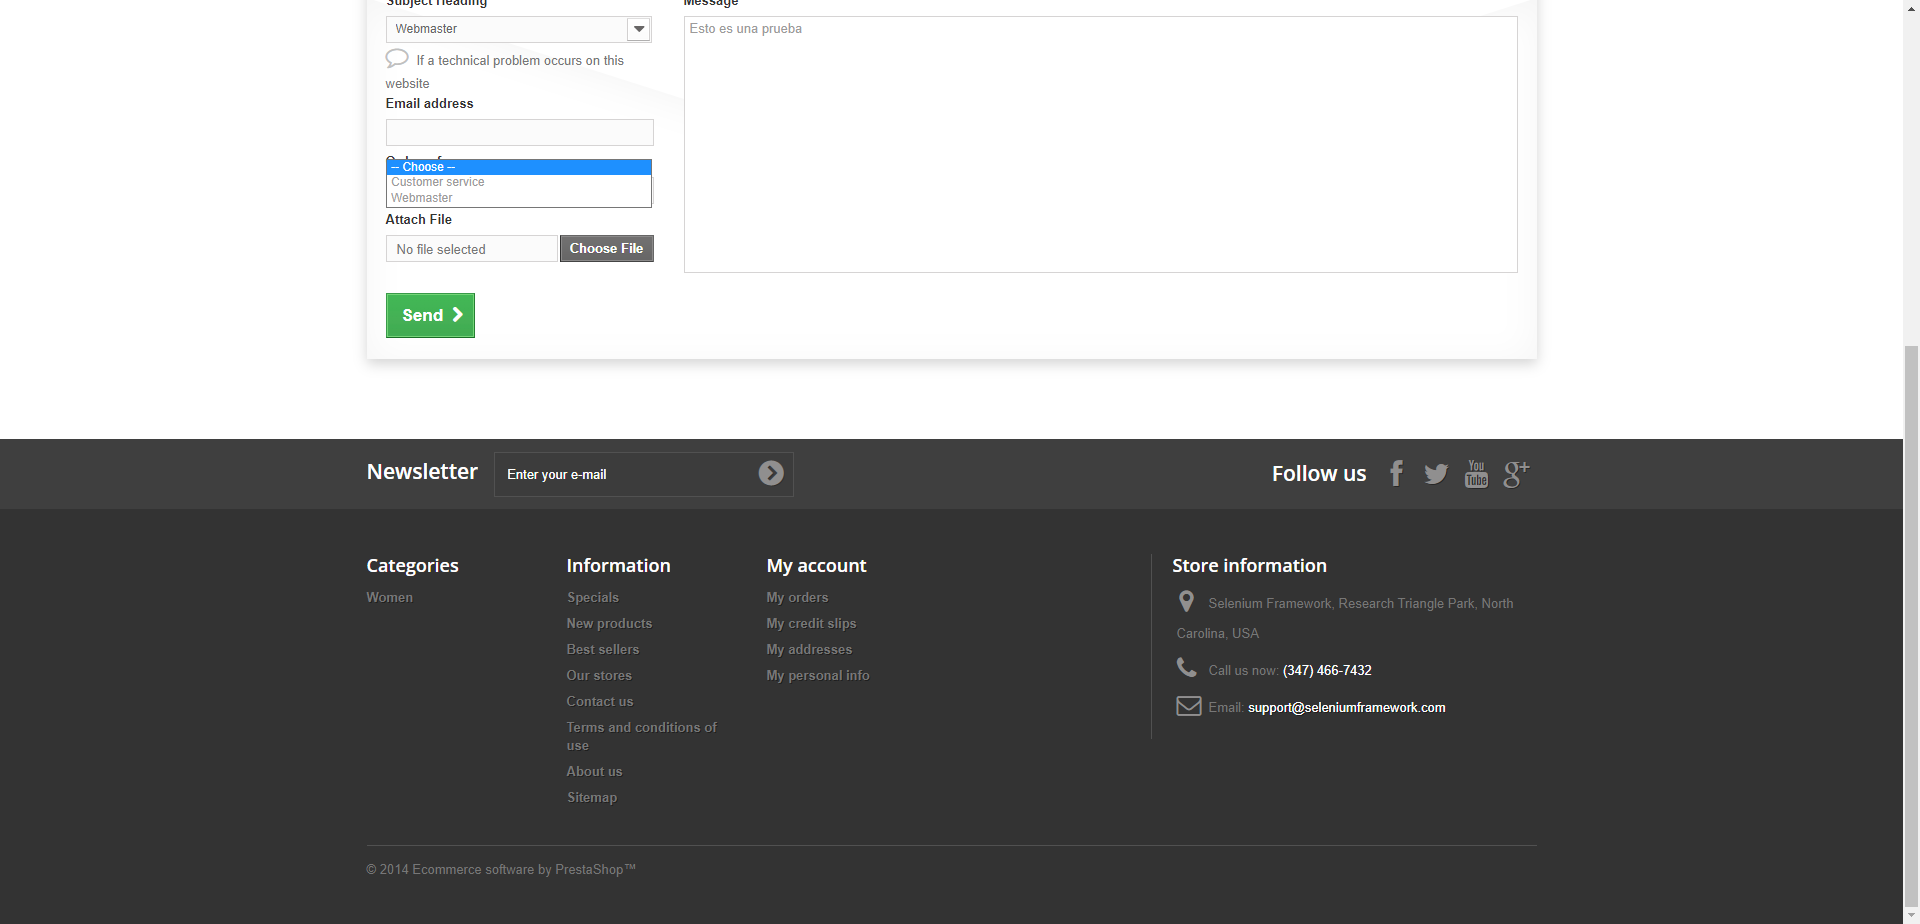 Subject Heading
Message
Webmaster
Esto es una prueba
If a technical problem occurs on this
website
Email address
-- Choose --
Customer service
Webmaster
Attach File
No file selected
Choose File
Send
Newsletter
Enter your e-mail
Follow us
You
Tube
g+
Categories
Women
Information
Specials
New products
Best sellers
Our stores
Contact us
Terms and conditions of
use
About us
Sitemap
My account
My orders
My credit slips
My addresses
My personal info
Store information
Selenium Framework, Research Triangle Park, North
Carolina, USA
Call us now: (347) 466-7432
Email: support@seleniumframework.com
© 2014 Ecommerce software by PrestaShop™